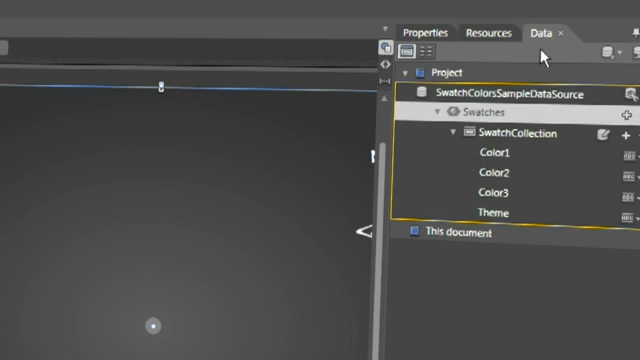 Properties Resources Data
Project
SwatchColorsSampleDataSource
Swatches
SwatchCollection
Color1
Color2
Color3
Theme
This document